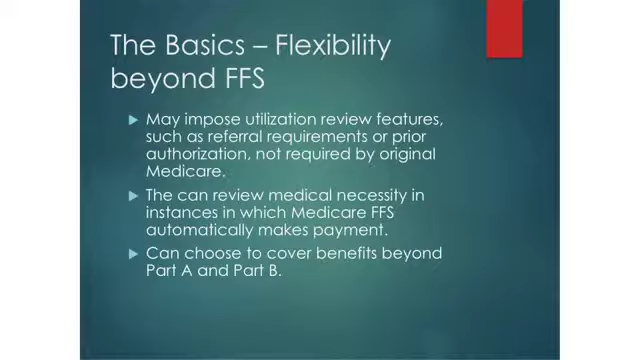 The Basics – Flexibility
beyond FFS
May impose utilization review features,
such as referral requirements or prior
authorization, not required by original
Medicare.
The can review medical necessity in
instances in which Medicare FFS
automatically makes payment.
Can choose to cover benefits beyond
Part A and Part B.